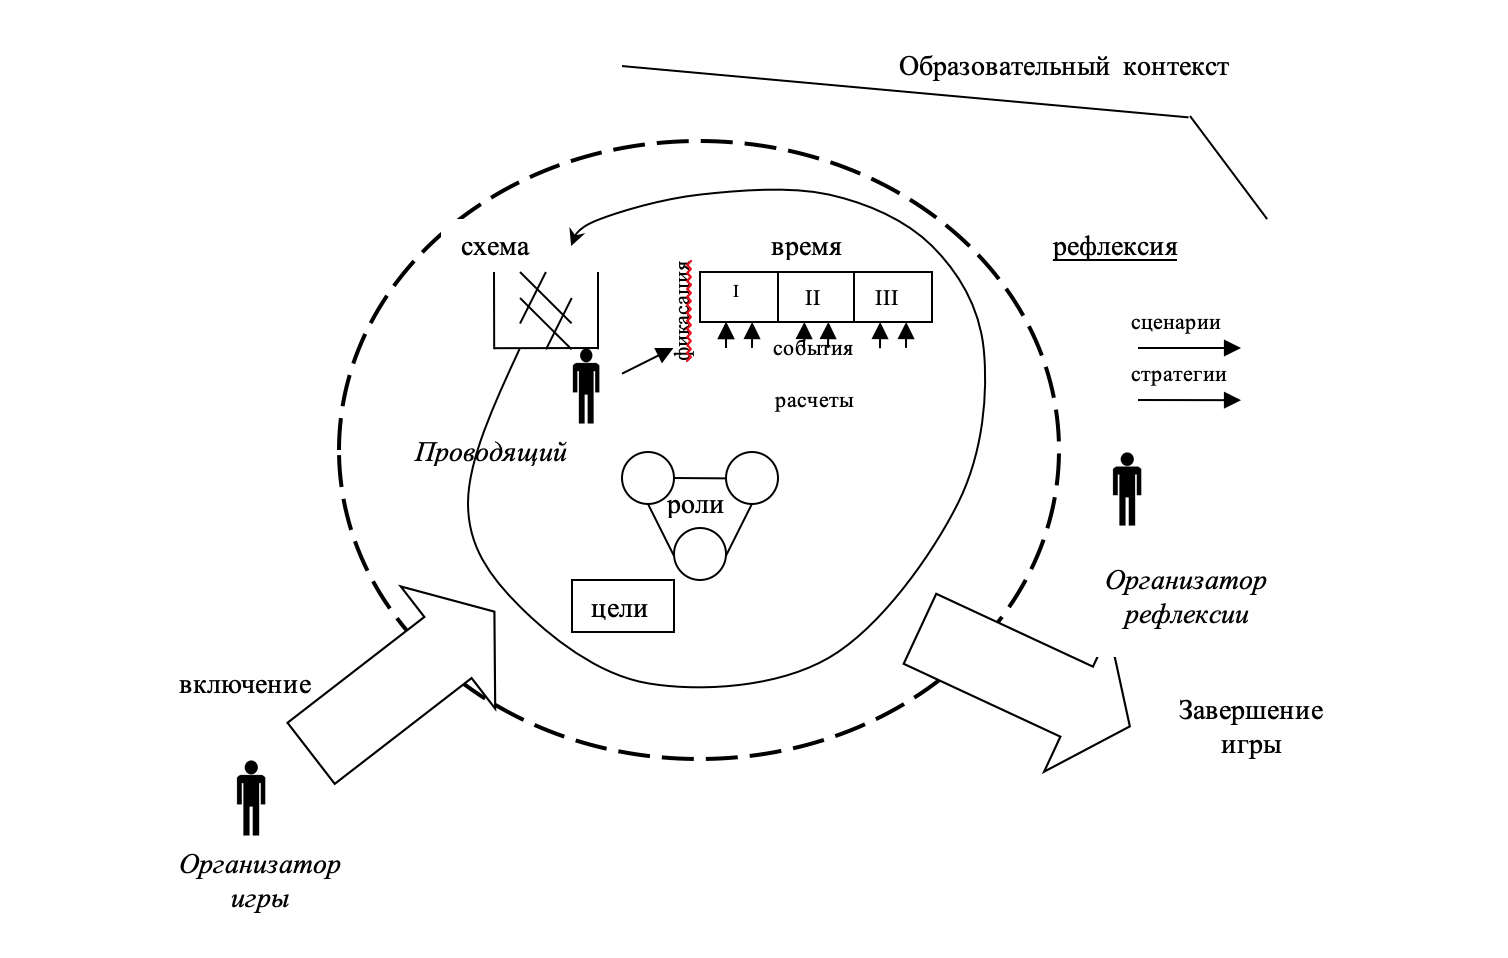 Образовательный контекст
схема
время
рефлексия
фикасация
I
II
III
сценарии
события
стратегии
расчеты
Проводящий
роли
Организатор
рефлексии
цели
включение
Завершение
игры
Организатор
игры